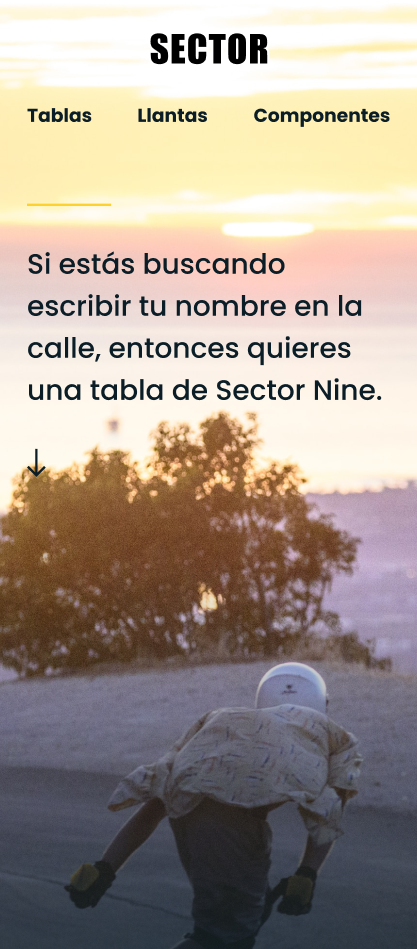 SECTOR
Tablas Llantas Componentes
Si estás buscando
escribir tu nombre en la
calle, entonces quieres
una tabla de Sector Nine.